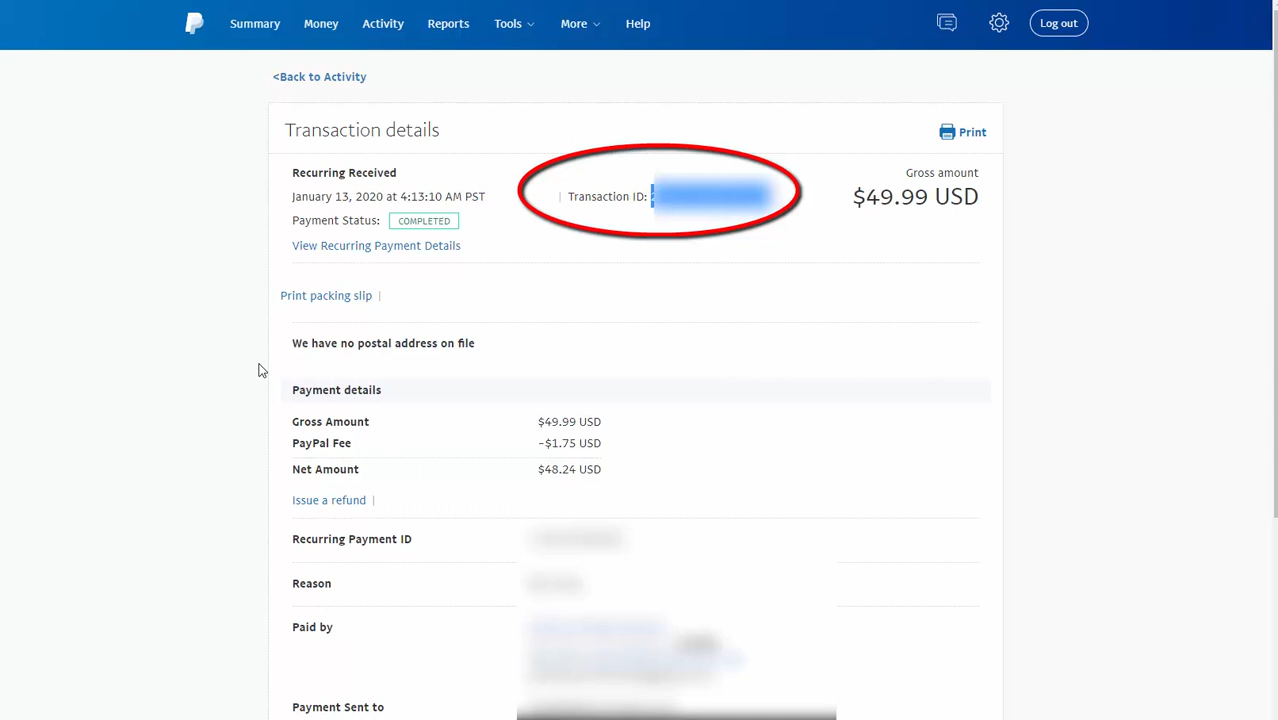 Summary Money Activity Reports Tools More Help Log out
<Back to Activity
Transaction details
Print
Recurring Received
Gross amount
January 13, 2020 at 4:13:10 AM PST | Transaction ID:
$49.99 USD
Payment Status: COMPLETED
View Recurring Payment Details
Print packing slip |
We have no postal address on file
Payment details
Gross Amount $49.99 USD
PayPal Fee -$1.75 USD
Net Amount $48.24 USD
Issue a refund |
Recurring Payment ID
Reason
Paid by
Payment Sent to